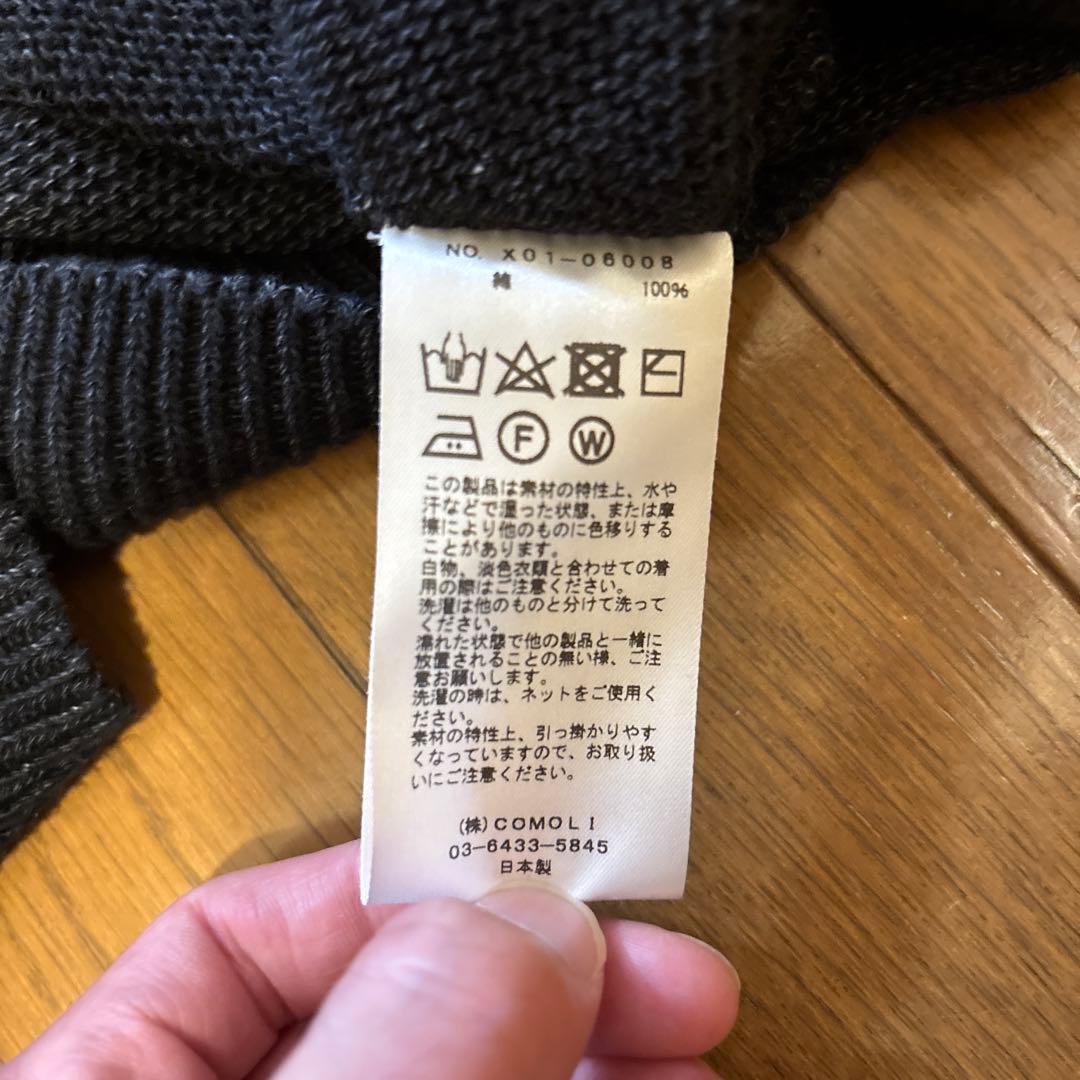 NO. X01-06008
綿 100%
F W
この製品は素材の特性上、水や
汗などで湿った状態、または摩
擦により他のものに色移りする
ことがあります。
白物、淡色衣類と合わせての着
用の際はご注意ください。
洗濯は他のものと分けて洗って
ください。
濡れた状態で他の製品と一緒に
放置されることの無い様、ご注
意お願いします。
洗濯の時は、ネットをご使用く
ださい。
素材の特性上、引っ掛かりやす
くなっていますので、お取り扱
いにご注意ください。
(株)COMOLI
03-6433-5845
日本製